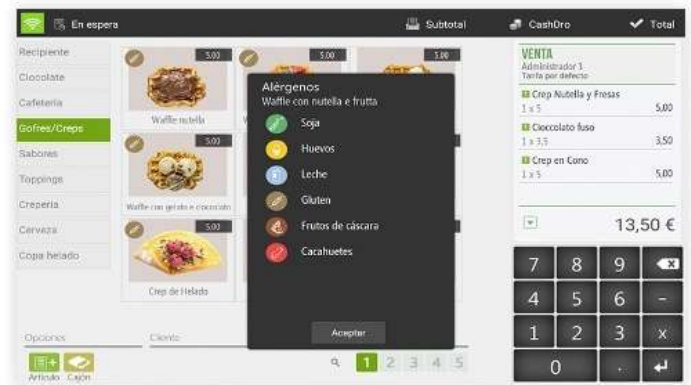 En espera
Subtotal
CashDro
Total
Recipiente
Cioccolate
Cafeteria
Gofres/Creps
Sabores
Toppings
Creperia
Cerveza
Copa helado
5,00
5,00
5,00
Waffle nutella
5,00
Waffle con gelato e cioccolato
5,00
Crep de Helado
Alérgenos
Waffle con nutella e frutta
Soja
Huevos
Leche
Gluten
Frutos de cáscara
Cacahuetes
Aceptar
VENTA
Administrador 1
Tarifa por defecto
Crep Nutella y Fresas
1 x 5 5,00
Cioccolato fuso
1 x 3,5 3,50
Crep en Cono
1 x 5 5,00
13,50 €
7 8 9
4 5 6 -
1 2 3 x
0 .
Opciones
Cliente
Artículo Cajón
1 2 3 4 5